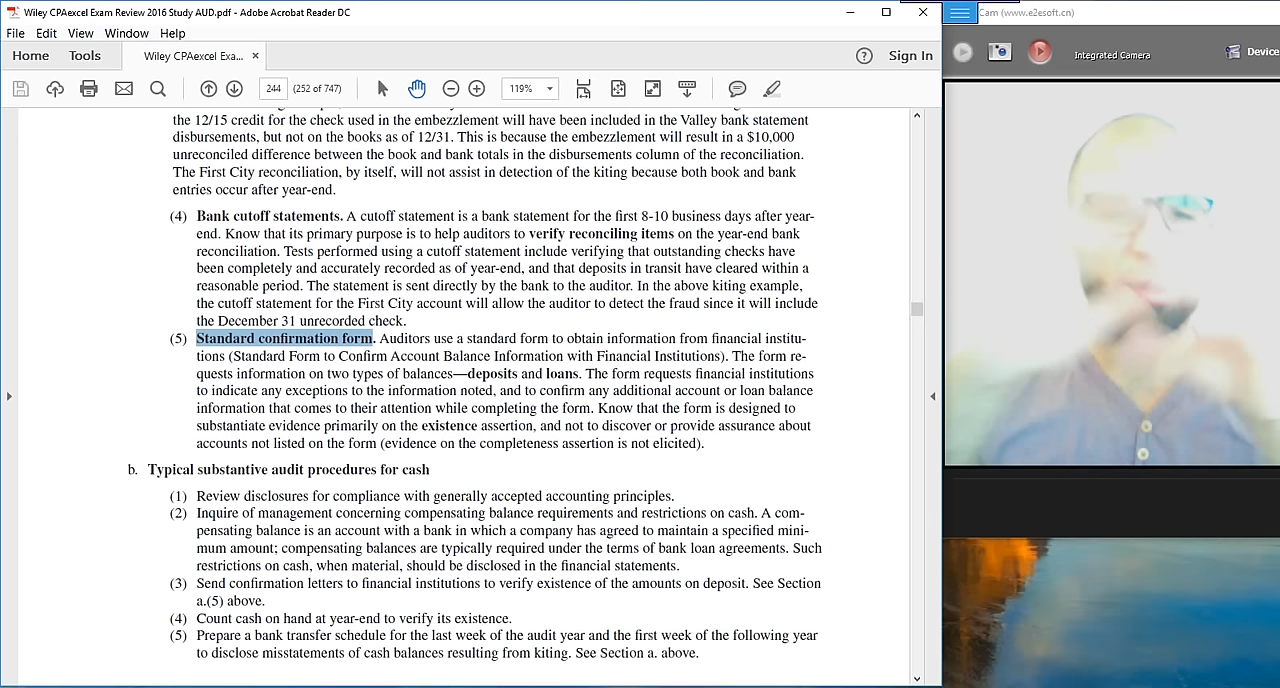 Wiley CPAexcel Exam Review 2016 Study AUD.pdf - Adobe Acrobat Reader DC
Cam (www.e2esoft.cn)
File Edit View Window Help
Home Tools Wiley CPAexcel Exa... × ? Sign In
Integrated Camera Device
244 (252 of 747) 119%
the 12/15 credit for the check used in the embezzlement will have been included in the Valley bank statement
disbursements, but not on the books as of 12/31. This is because the embezzlement will result in a $10,000
unreconciled difference between the book and bank totals in the disbursements column of the reconciliation.
The First City reconciliation, by itself, will not assist in detection of the kiting because both book and bank
entries occur after year-end.
(4) Bank cutoff statements. A cutoff statement is a bank statement for the first 8-10 business days after year-
end. Know that its primary purpose is to help auditors to verify reconciling items on the year-end bank
reconciliation. Tests performed using a cutoff statement include verifying that outstanding checks have
been completely and accurately recorded as of year-end, and that deposits in transit have cleared within a
reasonable period. The statement is sent directly by the bank to the auditor. In the above kiting example,
the cutoff statement for the First City account will allow the auditor to detect the fraud since it will include
the December 31 unrecorded check.
(5) Standard confirmation form. Auditors use a standard form to obtain information from financial institu-
tions (Standard Form to Confirm Account Balance Information with Financial Institutions). The form re-
quests information on two types of balances—deposits and loans. The form requests financial institutions
to indicate any exceptions to the information noted, and to confirm any additional account or loan balance
information that comes to their attention while completing the form. Know that the form is designed to
substantiate evidence primarily on the existence assertion, and not to discover or provide assurance about
accounts not listed on the form (evidence on the completeness assertion is not elicited).
b. Typical substantive audit procedures for cash
(1) Review disclosures for compliance with generally accepted accounting principles.
(2) Inquire of management concerning compensating balance requirements and restrictions on cash. A com-
pensating balance is an account with a bank in which a company has agreed to maintain a specified mini-
mum amount; compensating balances are typically required under the terms of bank loan agreements. Such
restrictions on cash, when material, should be disclosed in the financial statements.
(3) Send confirmation letters to financial institutions to verify existence of the amounts on deposit. See Section
a.(5) above.
(4) Count cash on hand at year-end to verify its existence.
(5) Prepare a bank transfer schedule for the last week of the audit year and the first week of the following year
to disclose misstatements of cash balances resulting from kiting. See Section a. above.